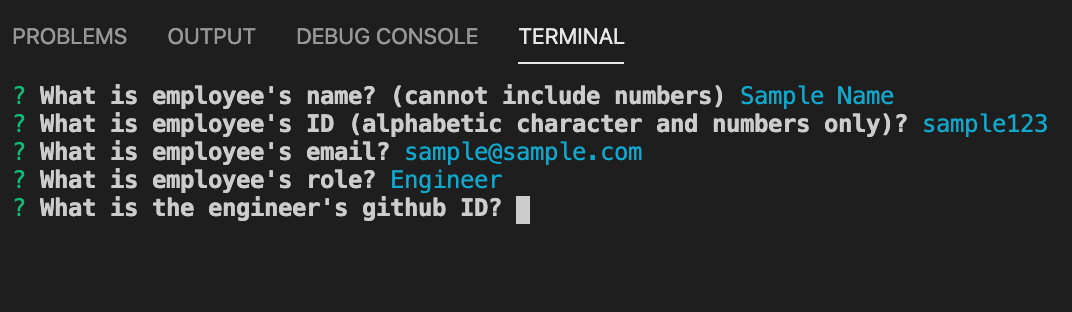 PROBLEMS OUTPUT DEBUG CONSOLE TERMINAL
? What is employee's name? (cannot include numbers) Sample Name
? What is employee's ID (alphabetic character and numbers only)? sample123
? What is employee's email? sample@sample.com
? What is employee's role? Engineer
? What is the engineer's github ID?